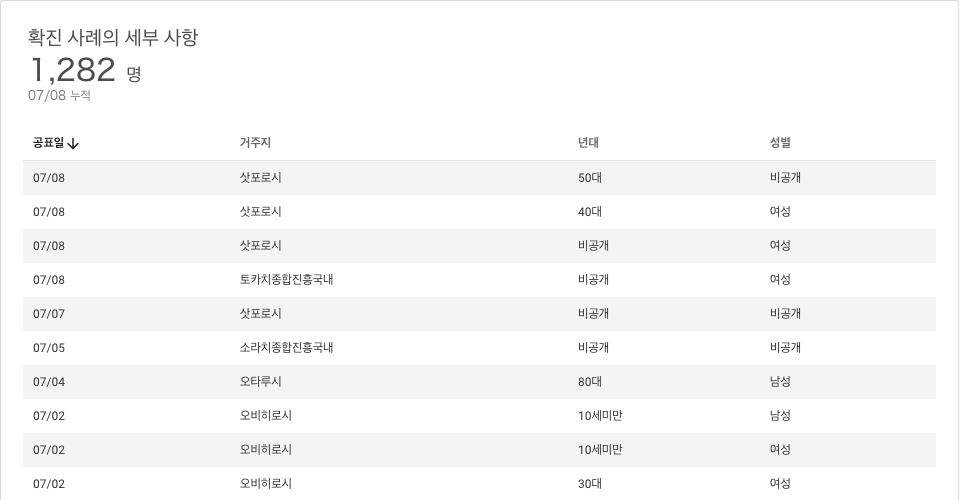 확진 사례의 세부 사항
1,282 명
07/08 누적
공표일↓ 거주지 년대 성별
07/08 삿포로시 50대 비공개
07/08 삿포로시 40대 여성
07/08 삿포로시 비공개 여성
07/08 토카치종합진흥국내 비공개 여성
07/07 삿포로시 비공개 비공개
07/05 소라치종합진흥국내 비공개 비공개
07/04 오타루시 80대 남성
07/02 오비히로시 10세미만 남성
07/02 오비히로시 10세미만 여성
07/02 오비히로시 30대 여성